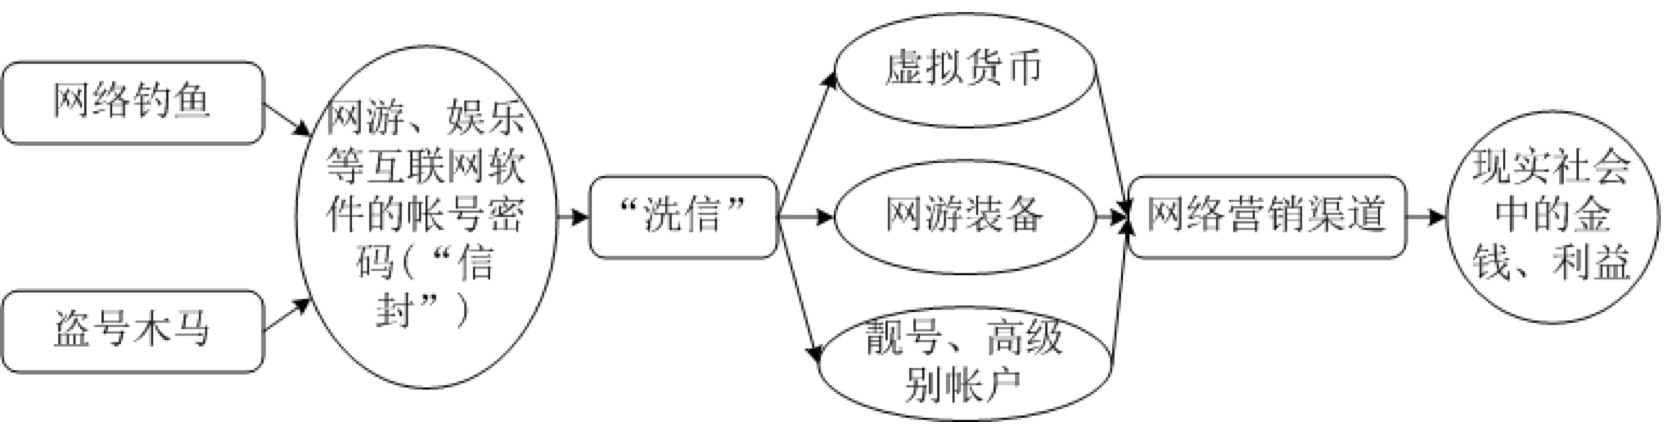 网络钓鱼
盗号木马
网游、娱乐
等互联网软
件的帐号密
码(“信
封”)
“洗信”
虚拟货币
网游装备
靓号、高级
别帐户
网络营销渠道
现实社会
中的金
钱、利益